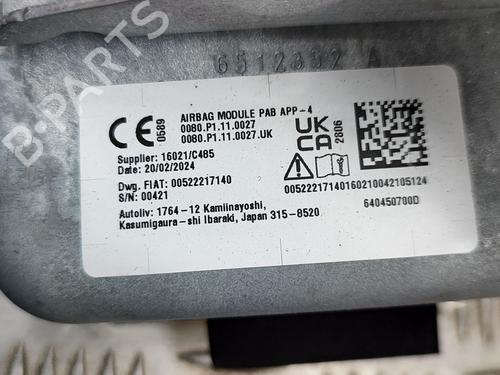 B-PARTS
6512332 A
CE 0589
AIRBAG MODULE PAB APP-4
0080.P1.11.0027
0080.P1.11.0027.UK
UK CA 2806
Supplier: 16021/C485
Date: 20/02/2024
Dwg. FIAT: 00522217140
S/N: 00421
00522217140160210042105124
640450700D
Autoliv: 1764-12 Kamiinayoshi,
Kasumigaura-shi Ibaraki, Japan 315-8520